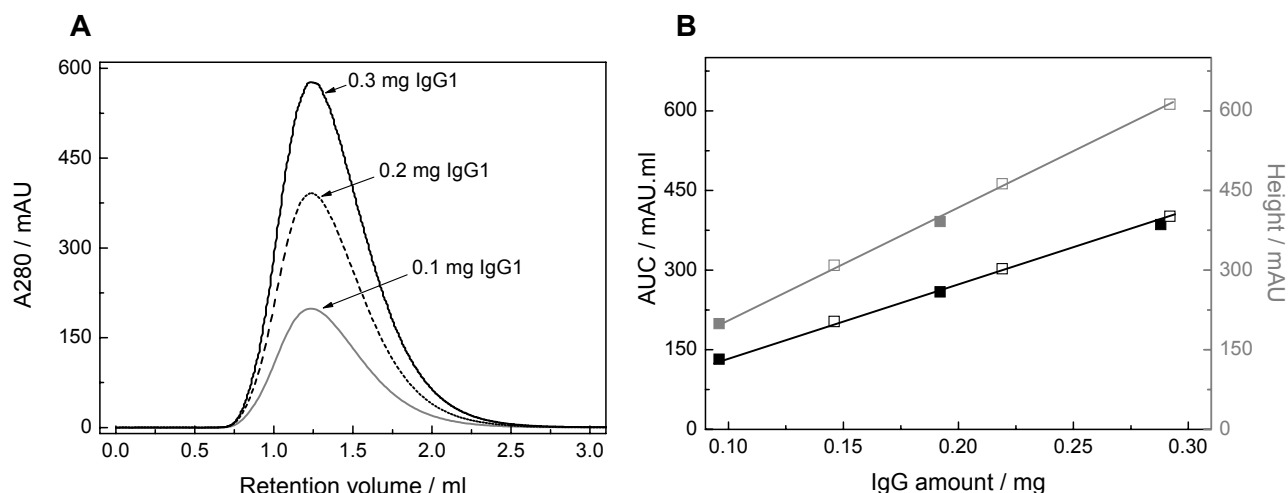 A
600
450
300
150
0
A280 / mAU
0.3 mg IgG1
0.2 mg IgG1
0.1 mg IgG1
0.0 0.5 1.0 1.5 2.0 2.5 3.0
Retention volume / ml
B
600
450
300
150
0
AUC / mAU.ml
600
450
300
150
0
Height / mAU
0.10 0.15 0.20 0.25 0.30
IgG amount / mg